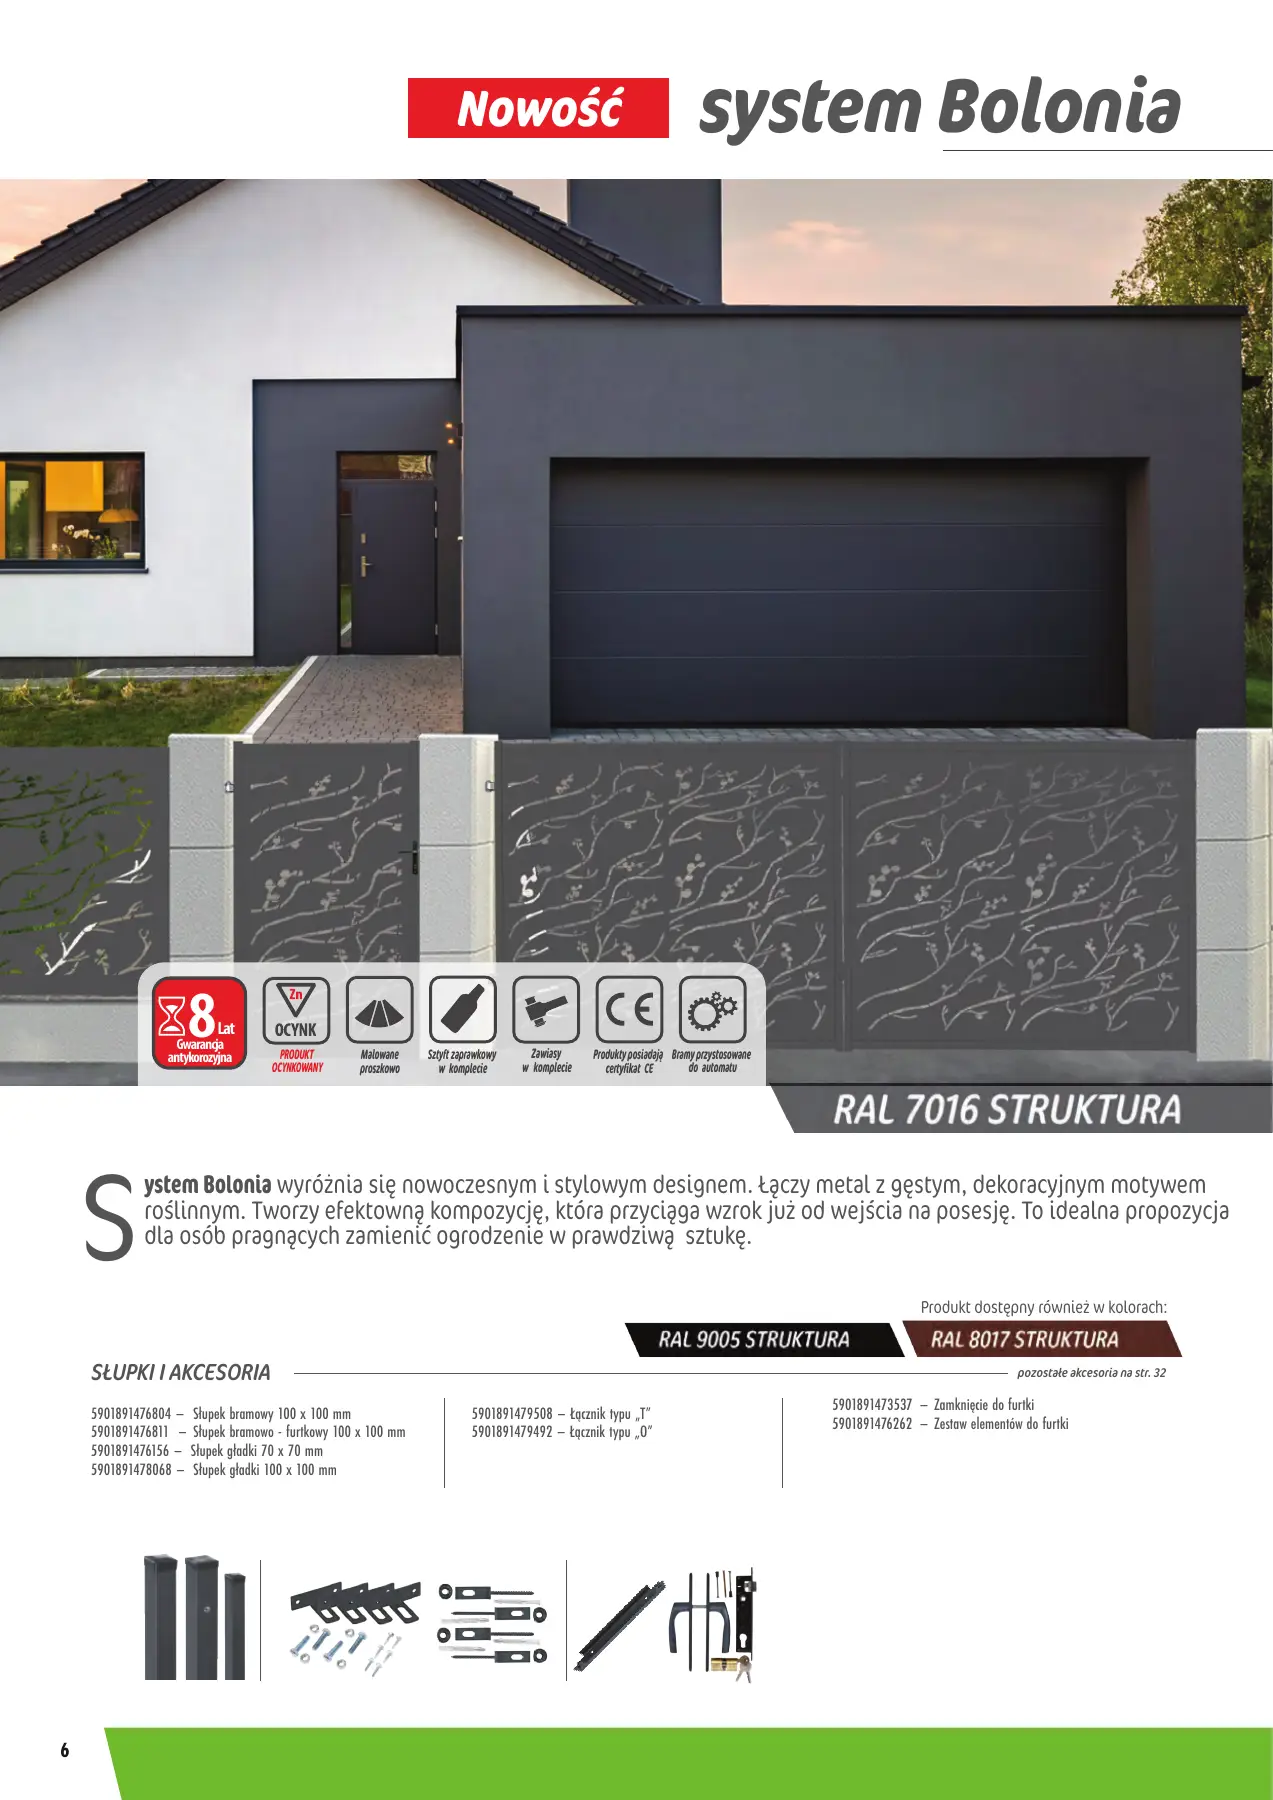 Nowość
system Bolonia
8 Lat
Gwarancja
antykorozyjna
Zn
OCYNK
PRODUKT
OCYNKOWANY
Malowane
proszkowo
Sztyft zaprawkowy
w komplecie
Zawiasy
w komplecie
CE
Produkty posiadają
certyfikat CE
Bramy przystosowane
do automatu
RAL 7016 STRUKTURA
System Bolonia wyróżnia się nowoczesnym i stylowym designem. Łączy metal z gęstym, dekoracyjnym motywem
roślinnym. Tworzy efektowną kompozycję, która przyciąga wzrok już od wejścia na posesję. To idealna propozycja
dla osób pragnących zamienić ogrodzenie w prawdziwą sztukę.
Produkt dostępny również w kolorach:
RAL 9005 STRUKTURA
RAL 8017 STRUKTURA
SŁUPKI I AKCESORIA
pozostałe akcesoria na str. 32
5901891476804 – Słupek bramowy 100 x 100 mm
5901891476811 – Słupek bramowo - furtkowy 100 x 100 mm
5901891476156 – Słupek gładki 70 x 70 mm
5901891478068 – Słupek gładki 100 x 100 mm
5901891479508 – Łącznik typu „T”
5901891479492 – Łącznik typu „O”
5901891473537 – Zamknięcie do furtki
5901891476262 – Zestaw elementów do furtki
6